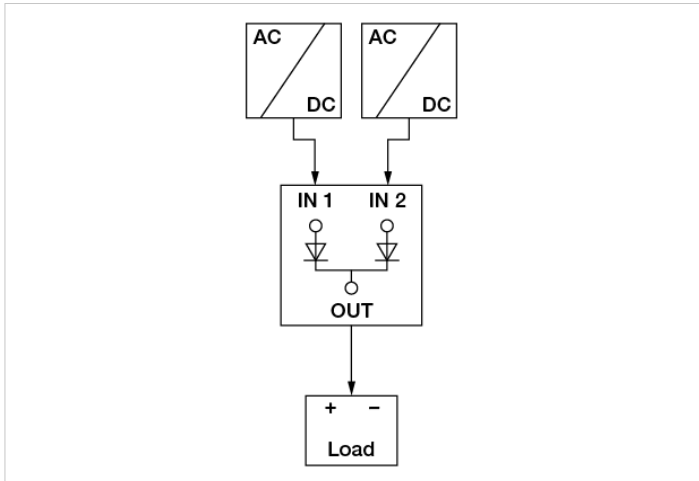 AC
DC
AC
DC
IN 1
IN 2
OUT
+ −
Load